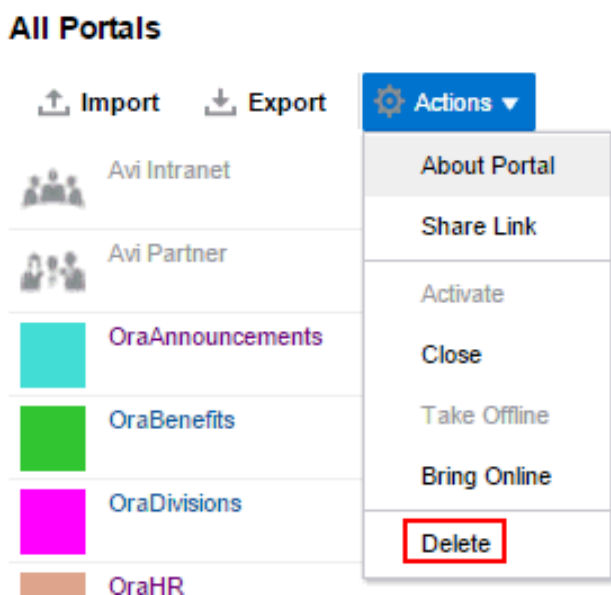 All Portals
Import
Export
Actions
Avi Intranet
Avi Partner
OraAnnouncements
OraBenefits
OraDivisions
OraHR
About Portal
Share Link
Activate
Close
Take Offline
Bring Online
Delete